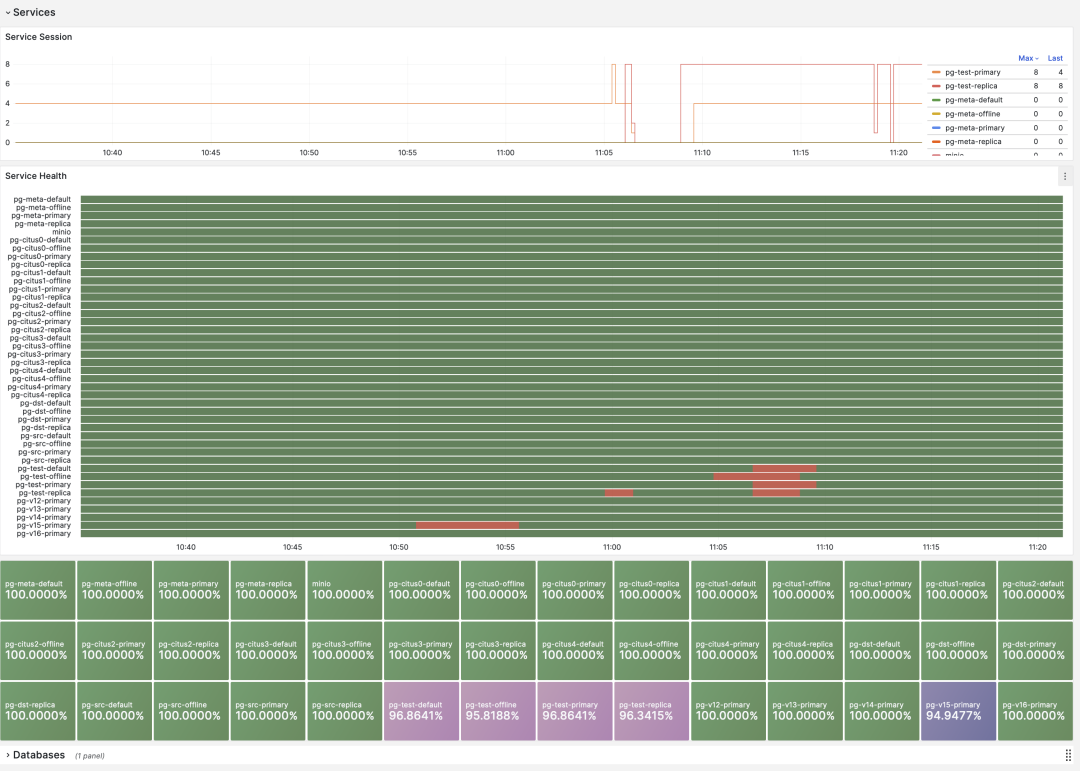 Services
Service Session
Max Last
8
6
4
2
0
10:40 10:45 10:50 10:55 11:00 11:05 11:10 11:15 11:20
pg-test-primary 8 4
pg-test-replica 8 8
pg-meta-default 0 0
pg-meta-offline 0 0
pg-meta-primary 0 0
pg-meta-replica 0 0
minio 0 0
Service Health
pg-meta-default
pg-meta-offline
pg-meta-primary
pg-meta-replica
minio
pg-citus0-default
pg-citus0-offline
pg-citus0-primary
pg-citus0-replica
pg-citus1-default
pg-citus1-offline
pg-citus1-primary
pg-citus1-replica
pg-citus2-default
pg-citus2-offline
pg-citus2-primary
pg-citus2-replica
pg-citus3-default
pg-citus3-offline
pg-citus3-primary
pg-citus3-replica
pg-citus4-default
pg-citus4-offline
pg-citus4-primary
pg-citus4-replica
pg-dst-default
pg-dst-offline
pg-dst-primary
pg-dst-replica
pg-src-default
pg-src-offline
pg-src-primary
pg-src-replica
pg-test-default
pg-test-offline
pg-test-primary
pg-test-replica
pg-v12-primary
pg-v13-primary
pg-v14-primary
pg-v15-primary
pg-v16-primary
10:40 10:45 10:50 10:55 11:00 11:05 11:10 11:15 11:20
pg-meta-default pg-meta-offline pg-meta-primary pg-meta-replica minio pg-citus0-default pg-citus0-offline pg-citus0-primary pg-citus0-replica pg-citus1-default pg-citus1-offline pg-citus1-primary pg-citus1-replica pg-citus2-default
100.0000% 100.0000% 100.0000% 100.0000% 100.0000% 100.0000% 100.0000% 100.0000% 100.0000% 100.0000% 100.0000% 100.0000% 100.0000% 100.0000%
pg-citus2-offline pg-citus2-primary pg-citus2-replica pg-citus3-default pg-citus3-offline pg-citus3-primary pg-citus3-replica pg-citus4-default pg-citus4-offline pg-citus4-primary pg-citus4-replica pg-dst-default pg-dst-offline pg-dst-primary
100.0000% 100.0000% 100.0000% 100.0000% 100.0000% 100.0000% 100.0000% 100.0000% 100.0000% 100.0000% 100.0000% 100.0000% 100.0000% 100.0000%
pg-dst-replica pg-src-default pg-src-offline pg-src-primary pg-src-replica pg-test-default pg-test-offline pg-test-primary pg-test-replica pg-v12-primary pg-v13-primary pg-v14-primary pg-v15-primary pg-v16-primary
100.0000% 100.0000% 100.0000% 100.0000% 100.0000% 96.8641% 95.8188% 96.8641% 96.3415% 100.0000% 100.0000% 100.0000% 94.9477% 100.0000%
Databases (1 panel)